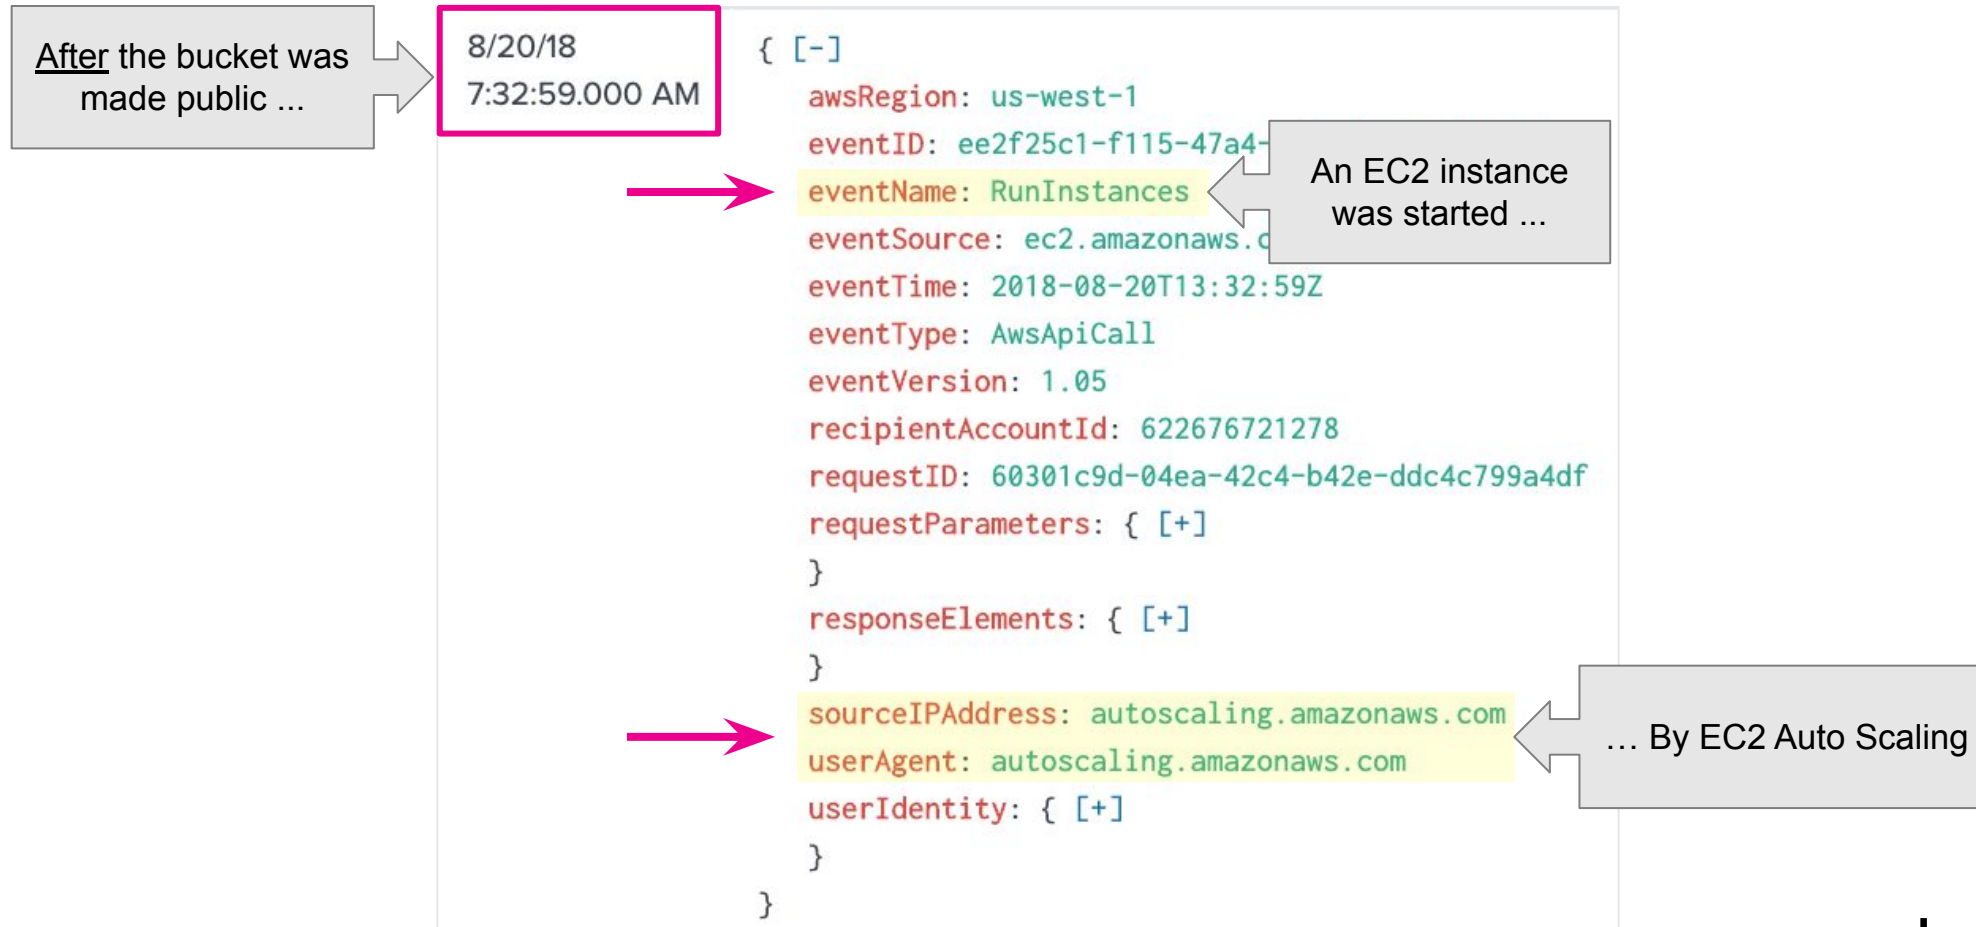 After the bucket was
made public ...
8/20/18
7:32:59.000 AM
{ [-]
awsRegion: us-west-1
eventID: ee2f25c1-f115-47a4-
eventName: RunInstances
An EC2 instance
was started ...
eventSource: ec2.amazonaws.c
eventTime: 2018-08-20T13:32:59Z
eventType: AwsApiCall
eventVersion: 1.05
recipientAccountId: 622676721278
requestID: 60301c9d-04ea-42c4-b42e-ddc4c799a4df
requestParameters: { [+]
}
responseElements: { [+]
}
sourceIPAddress: autoscaling.amazonaws.com
userAgent: autoscaling.amazonaws.com
… By EC2 Auto Scaling
userIdentity: { [+]
}
}